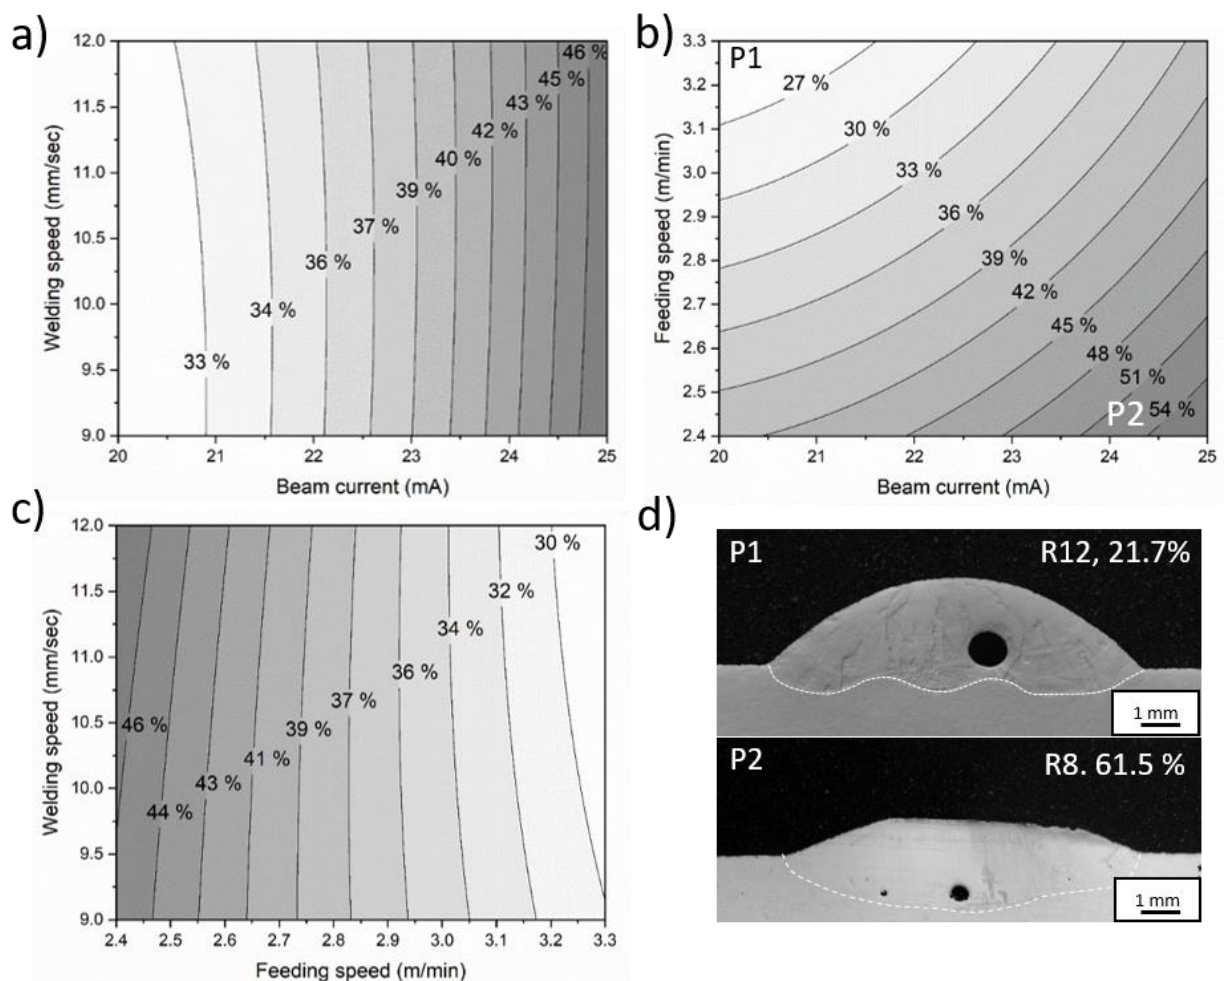 a)
Welding speed (mm/sec)
12.0
11.5
11.0
10.5
10.0
9.5
9.0
46 %
45 %
43 %
42 %
40 %
39 %
37 %
36 %
34 %
33 %
20 21 22 23 24 25
Beam current (mA)
b)
Feeding speed (m/min)
3.3
3.2
3.1
3.0
2.9
2.8
2.7
2.6
2.5
2.4
P1
27 %
30 %
33 %
36 %
39 %
42 %
45 %
48 %
51 %
P2 54 %
20 21 22 23 24 25
Beam current (mA)
c)
Welding speed (mm/sec)
12.0
11.5
11.0
10.5
10.0
9.5
9.0
30 %
32 %
34 %
36 %
37 %
39 %
41 %
43 %
44 %
46 %
2.4 2.5 2.6 2.7 2.8 2.9 3.0 3.1 3.2 3.3
Feeding speed (m/min)
d)
P1 R12, 21.7%
1 mm
P2 R8. 61.5 %
1 mm